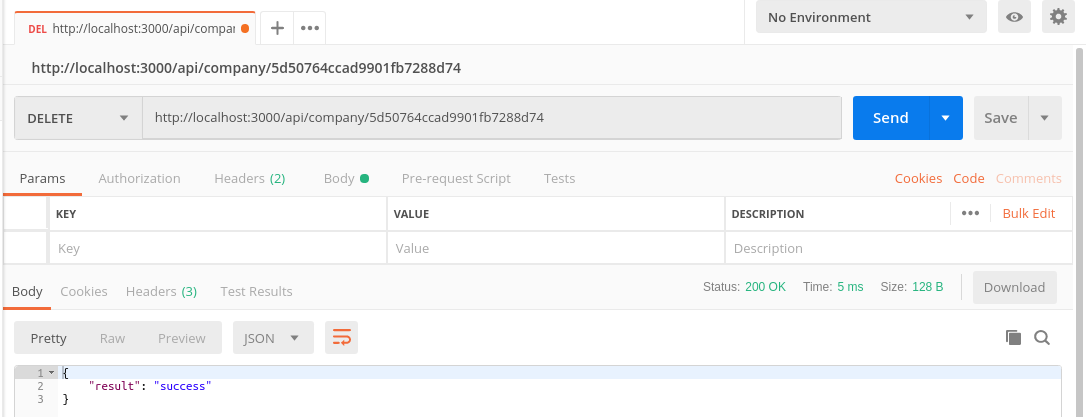 DEL http://localhost:3000/api/compar No Environment
http://localhost:3000/api/company/5d50764ccad9901fb7288d74
DELETE http://localhost:3000/api/company/5d50764ccad9901fb7288d74 Send Save
Params Authorization Headers (2) Body Pre-request Script Tests Cookies Code Comments
KEY VALUE DESCRIPTION Bulk Edit
Key Value Description
Body Cookies Headers (3) Test Results Status: 200 OK Time: 5 ms Size: 128 B Download
Pretty Raw Preview JSON
1 {
2 "result": "success"
3 }